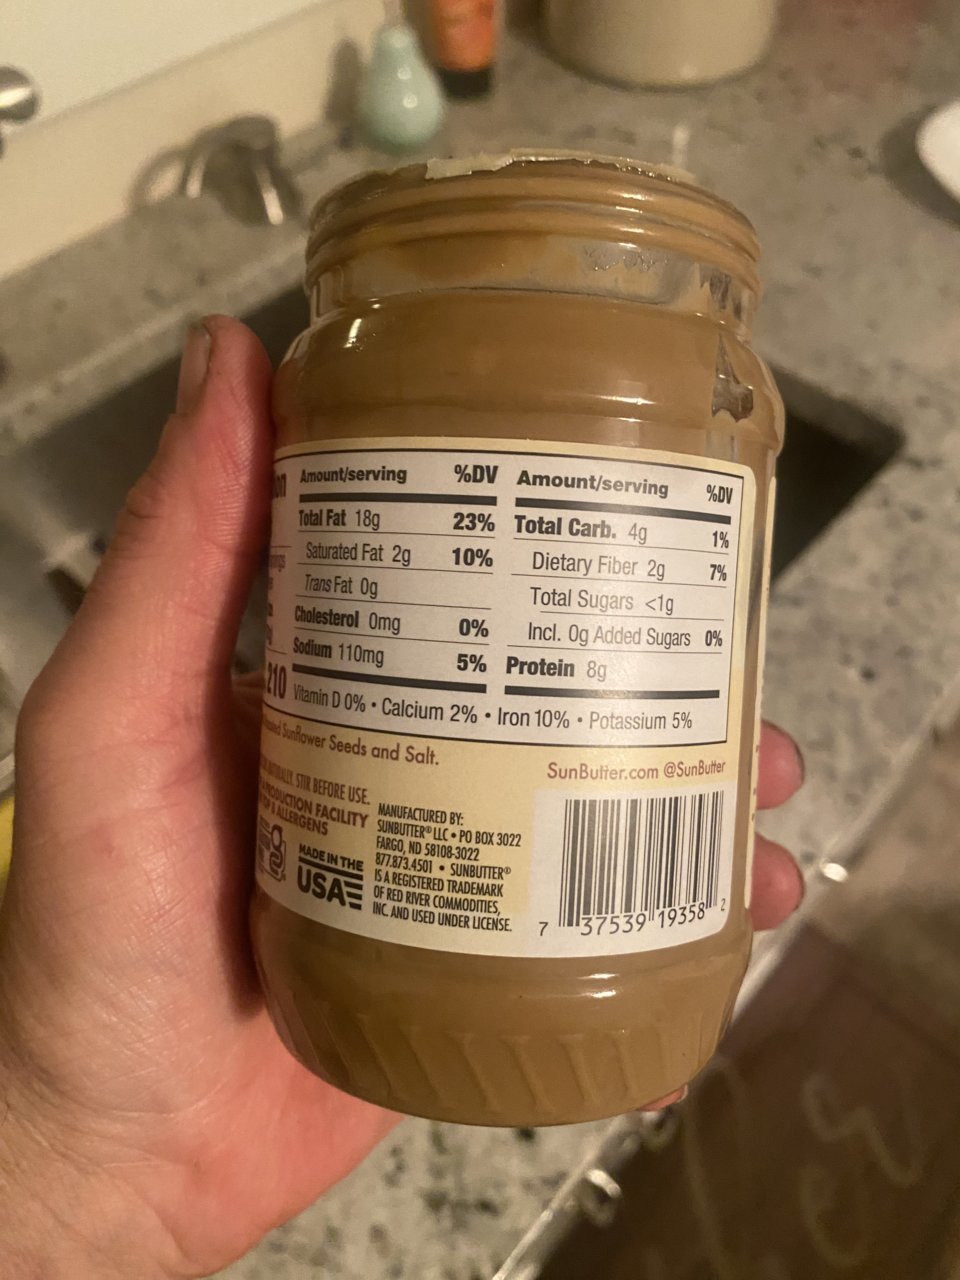 Amount/serving %DV
Total Fat 18g 23%
Saturated Fat 2g 10%
Trans Fat 0g
Cholesterol 0mg 0%
Sodium 110mg 5%
Amount/serving %DV
Total Carb. 4g 1%
Dietary Fiber 2g 7%
Total Sugars <1g
Incl. 0g Added Sugars 0%
Protein 8g
210
Vitamin D 0% • Calcium 2% • Iron 10% • Potassium 5%
Sunflower Seeds and Salt.
SunButter.com @SunButter
NATURALLY. STIR BEFORE USE.
PRODUCTION FACILITY
ALLERGENS
MADE IN THE
USA
MANUFACTURED BY:
SUNBUTTER® LLC • PO BOX 3022
FARGO, ND 58108-3022
877.873.4501 • SUNBUTTER®
IS A REGISTERED TRADEMARK
OF RED RIVER COMMODITIES,
INC. AND USED UNDER LICENSE.
7 37539 19358 2